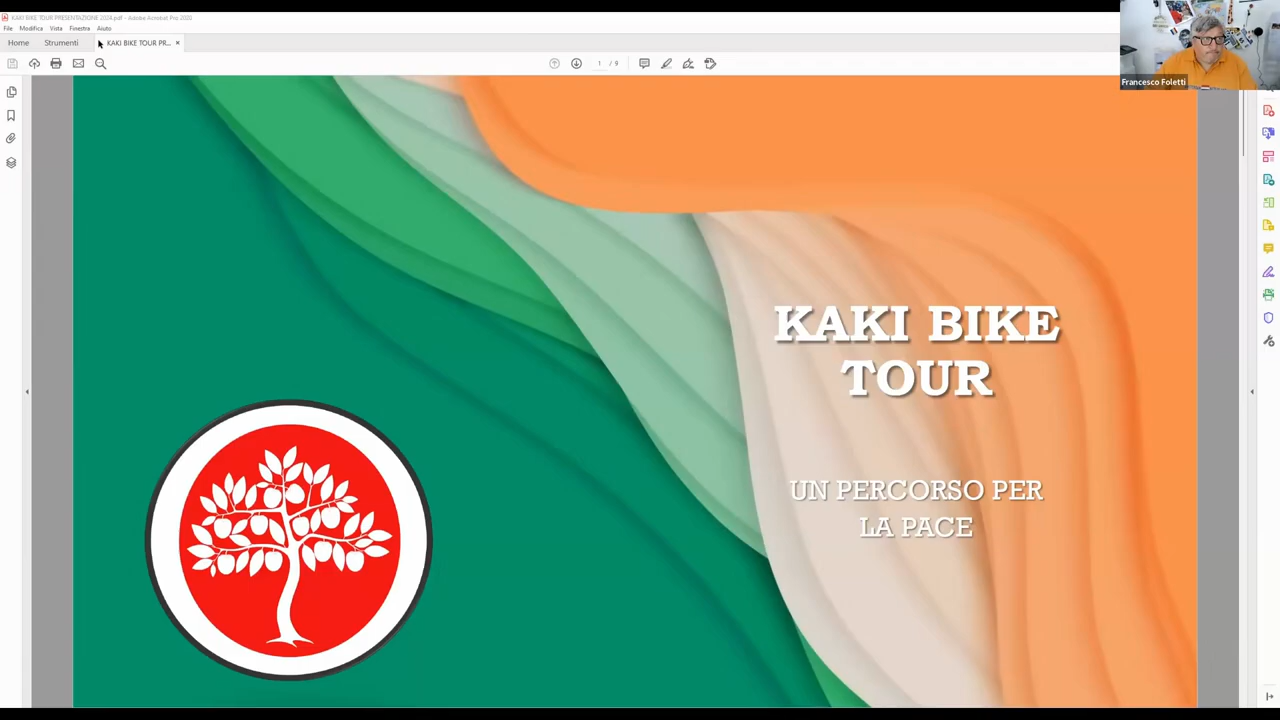 KAKI BIKE TOUR PRESENTAZIONE 2024.pdf - Adobe Acrobat Pro 2020
File Modifica Vista Finestra Aiuto
Home Strumenti KAKI BIKE TOUR PR... ×
1 / 9
Francesco Foletti
KAKI BIKE
TOUR
UN PERCORSO PER
LA PACE